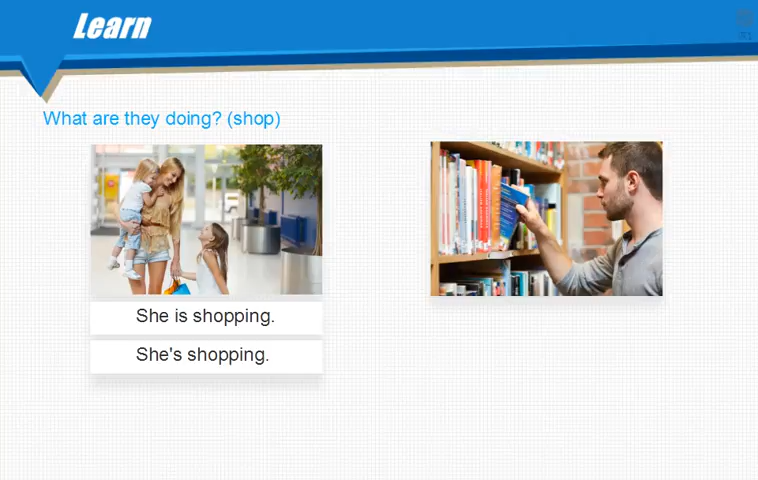 Learn
What are they doing? (shop)
She is shopping.
She's shopping.